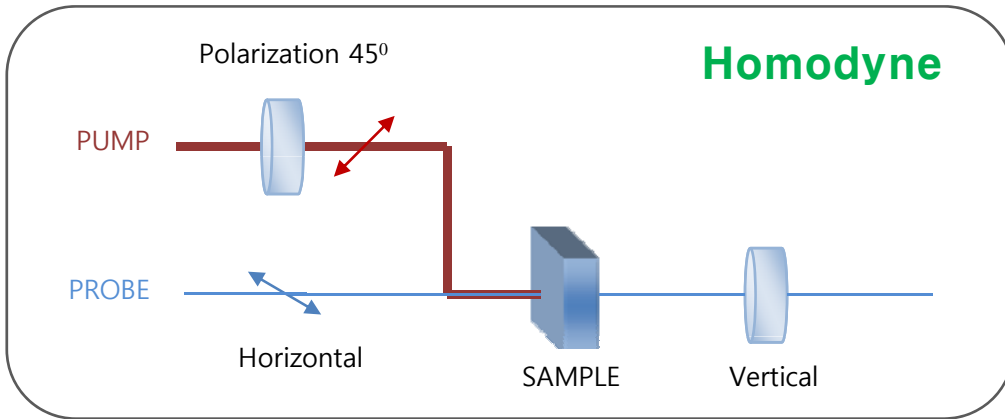 Polarization 45⁰
Homodyne
PUMP
PROBE
Horizontal
SAMPLE
Vertical